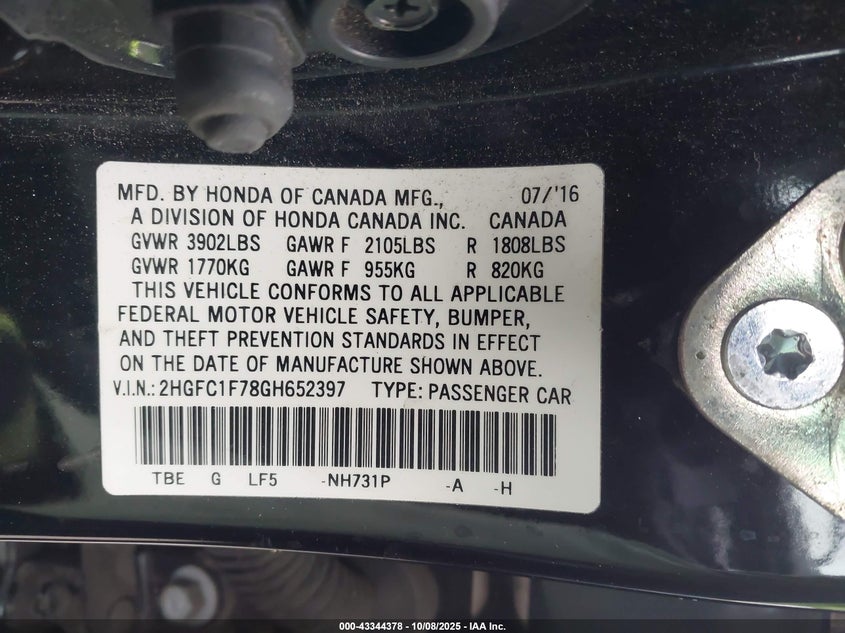 MFD. BY HONDA OF CANADA MFG., 07/'16
A DIVISION OF HONDA CANADA INC. CANADA
GVWR 3902LBS GAWR F 2105LBS R 1808LBS
GVWR 1770KG GAWR F 955KG R 820KG
THIS VEHICLE CONFORMS TO ALL APPLICABLE
FEDERAL MOTOR VEHICLE SAFETY, BUMPER,
AND THEFT PREVENTION STANDARDS IN EFFECT
ON THE DATE OF MANUFACTURE SHOWN ABOVE.
V.I.N.: 2HGFC1F78GH652397 TYPE: PASSENGER CAR
TBE G LF5 -NH731P -A -H
000-43344378 - 10/08/2025 - IAA Inc.